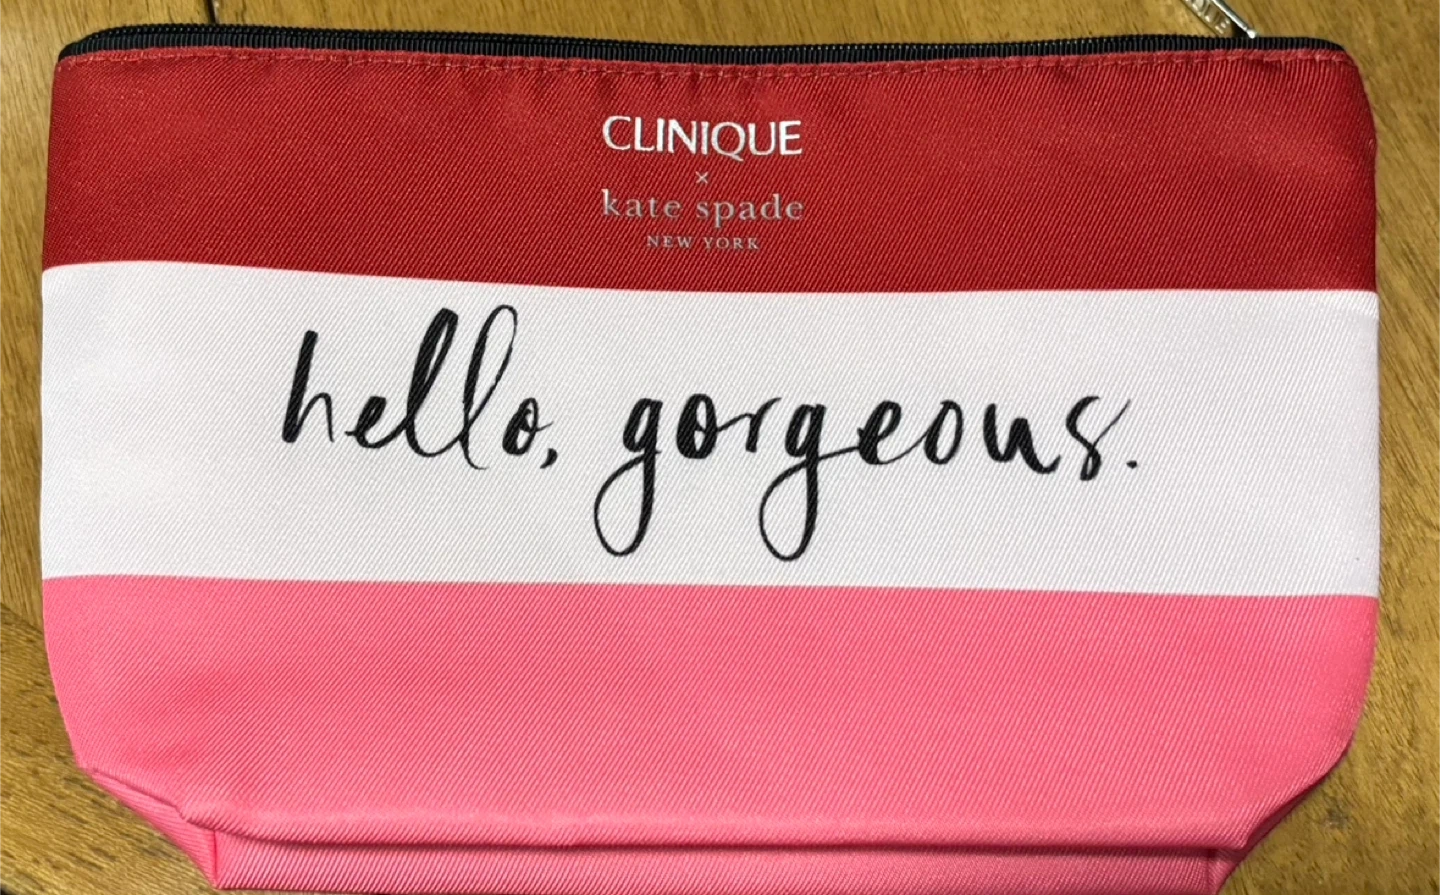 CLINIQUE
×
kate spade
NEW YORK
hello, gorgeous.